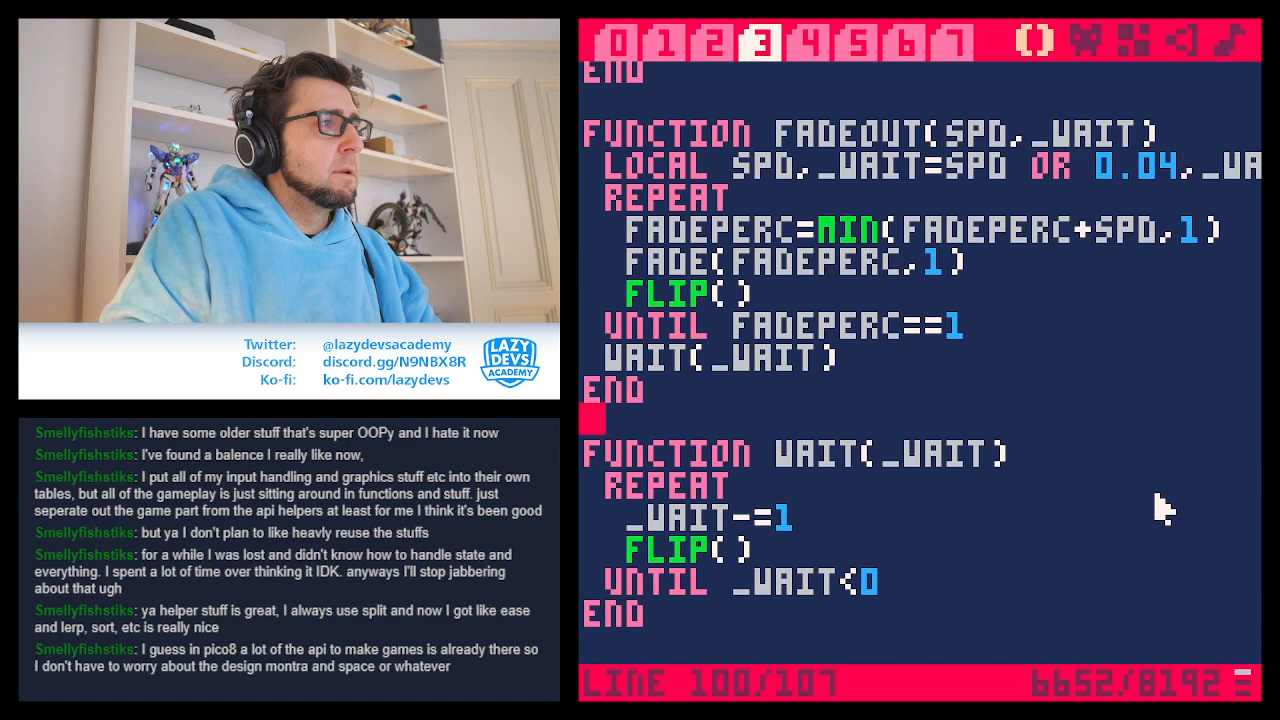 Twitter: @lazydevsacademy
Discord: discord.gg/N9NBX8R
Ko-fi: ko-fi.com/lazydevs
LAZY
DEVS
ACADEMY
Smellyfishstiks: I have some older stuff that's super OOPy and I hate it now
Smellyfishstiks: I've found a balence I really like now,
Smellyfishstiks: I put all of my input handling and graphics stuff etc into their own
tables, but all of the gameplay is just sitting around in functions and stuff. just
seperate out the game part from the api helpers at least for me I think it's been good
Smellyfishstiks: but ya I don't plan to like heavly reuse the stuffs
Smellyfishstiks: for a while I was lost and didn't know how to handle state and
everything. I spent a lot of time over thinking it IDK. anyways I'll stop jabbering
about that ugh
Smellyfishstiks: ya helper stuff is great, I always use split and now I got like ease
and lerp, sort, etc is really nice
Smellyfishstiks: I guess in pico8 a lot of the api to make games is already there so
I don't have to worry about the design montra and space or whatever
0 1 2 3 4 5 6 7 ()
END
FUNCTION FADEOUT(SPD,_WAIT)
LOCAL SPD,_WAIT=SPD OR 0.04,_WA
REPEAT
FADEPERC=MIN(FADEPERC+SPD,1)
FADE(FADEPERC,1)
FLIP()
UNTIL FADEPERC==1
WAIT(_WAIT)
END
FUNCTION WAIT(_WAIT)
REPEAT
_WAIT-=1
FLIP()
UNTIL _WAIT<0
END
LINE 100/107 6652/8192